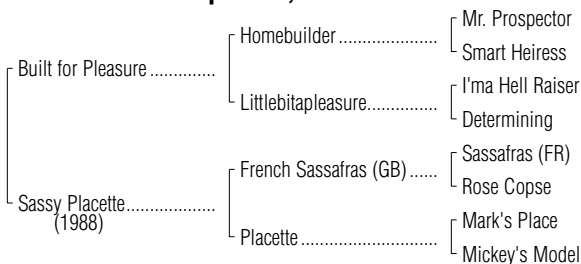 Mr. Prospector
Homebuilder ....................
Smart Heiress
Built for Pleasure ..............
I'ma Hell Raiser
Littlebitapleasure...............
Determining
Sassafras (FR)
French Sassafras (GB) ......
Rose Copse
Sassy Placette...................
(1988)
Mark's Place
Placette .............................
Mickey's Model